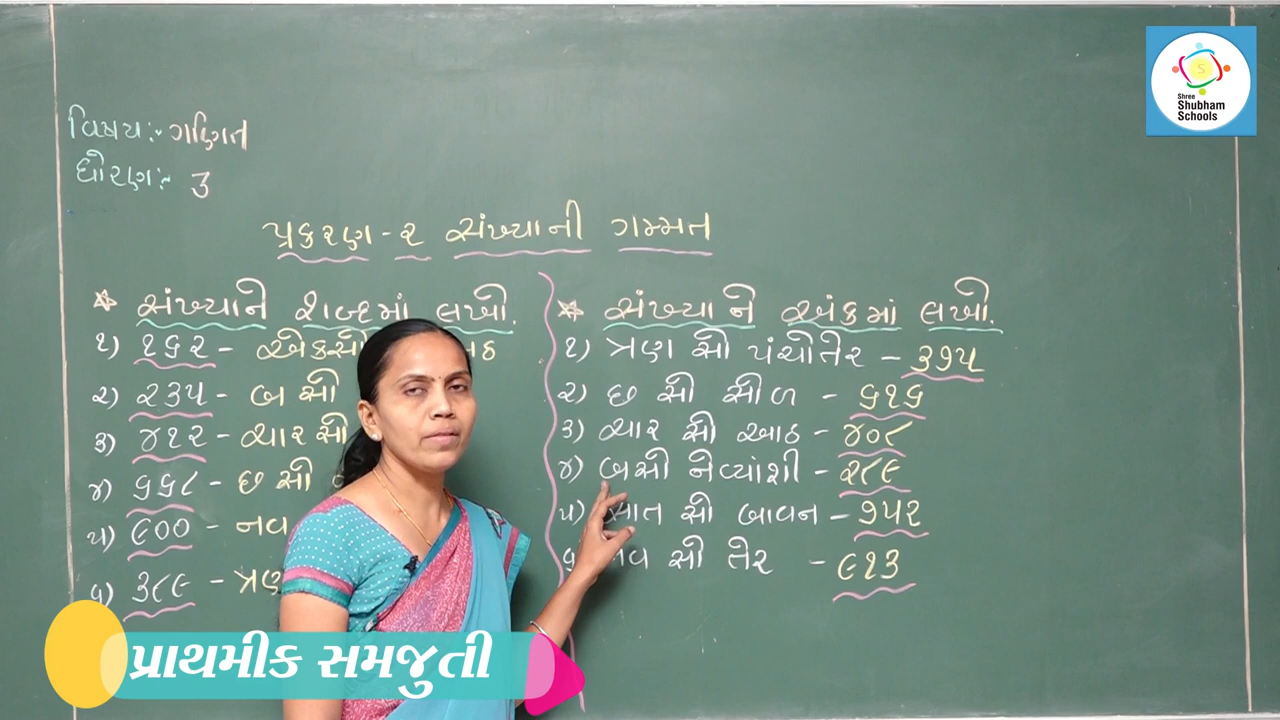 S
Shree
Shubham
Schools
વિષય:- ગણિત
ધોરણ:- ૩
પ્રકરણ-૨ સંખ્યાની ગમ્મત
* સંખ્યાને શબ્દમાં લખો.
૧) ૧૬૨ - એકસો
૨) ૨૩૫ - બસો
૩) ૪૧૨ - ચારસો
૪) ૬૬૮ - છ સો
૫) ૯૦૦ - નવ
૬) ૩૮૯ - ત્રણ
* સંખ્યાને અંકમાં લખો.
૧) ત્રણ સો પંચોતેર - ૩૭૫
૨) છ સો સોળ - ૬૧૬
૩) ચાર સો આઠ - ૪૦૮
૪) બસો નેવ્યાંશી - ૨૮૯
૫) સાત સો બાવન - ૭૫૨
૬) નવ સો તેર - ૯૧૩
પ્રાથમીક સમજુતી